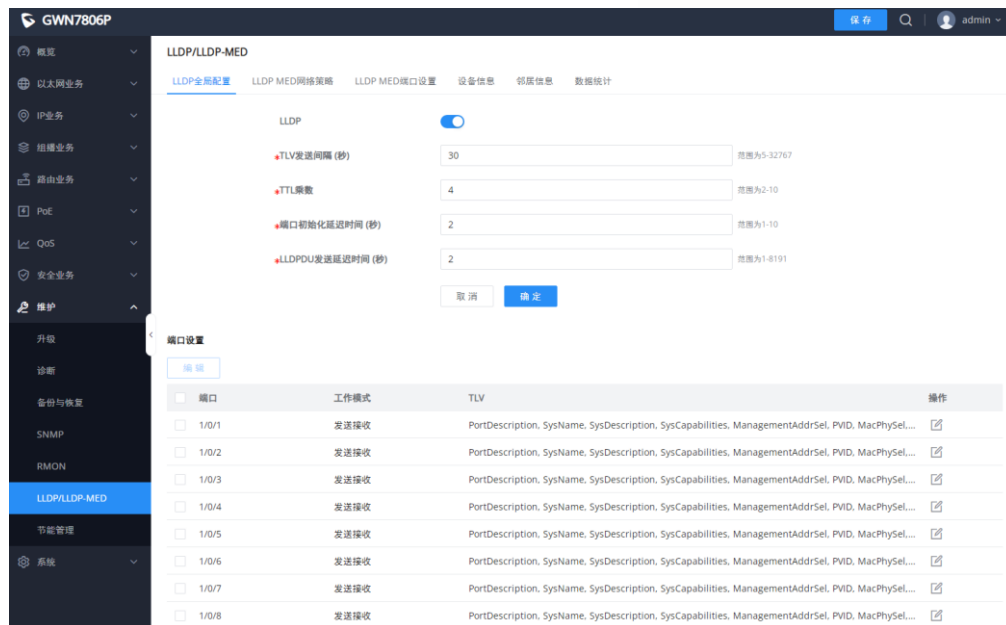 GWN7806P
保存
admin
概览
以太网业务
IP业务
组播业务
路由业务
PoE
QoS
安全业务
维护
升级
诊断
备份与恢复
SNMP
RMON
LLDP/LLDP-MED
节能管理
系统
LLDP/LLDP-MED
LLDP全局配置 LLDP MED网络策略 LLDP MED端口设置 设备信息 邻居信息 数据统计
LLDP
*TLV发送间隔 (秒) 30 范围为5-32767
*TTL乘数 4 范围为2-10
*端口初始化延迟时间 (秒) 2 范围为1-10
*LLDPDU发送延迟时间 (秒) 2 范围为1-8191
取消 确定
端口设置
编辑
端口 工作模式 TLV 操作
1/0/1 发送接收 PortDescription, SysName, SysDescription, SysCapabilities, ManagementAddrSel, PVID, MacPhySel,...
1/0/2 发送接收 PortDescription, SysName, SysDescription, SysCapabilities, ManagementAddrSel, PVID, MacPhySel,...
1/0/3 发送接收 PortDescription, SysName, SysDescription, SysCapabilities, ManagementAddrSel, PVID, MacPhySel,...
1/0/4 发送接收 PortDescription, SysName, SysDescription, SysCapabilities, ManagementAddrSel, PVID, MacPhySel,...
1/0/5 发送接收 PortDescription, SysName, SysDescription, SysCapabilities, ManagementAddrSel, PVID, MacPhySel,...
1/0/6 发送接收 PortDescription, SysName, SysDescription, SysCapabilities, ManagementAddrSel, PVID, MacPhySel,...
1/0/7 发送接收 PortDescription, SysName, SysDescription, SysCapabilities, ManagementAddrSel, PVID, MacPhySel,...
1/0/8 发送接收 PortDescription, SysName, SysDescription, SysCapabilities, ManagementAddrSel, PVID, MacPhySel,...